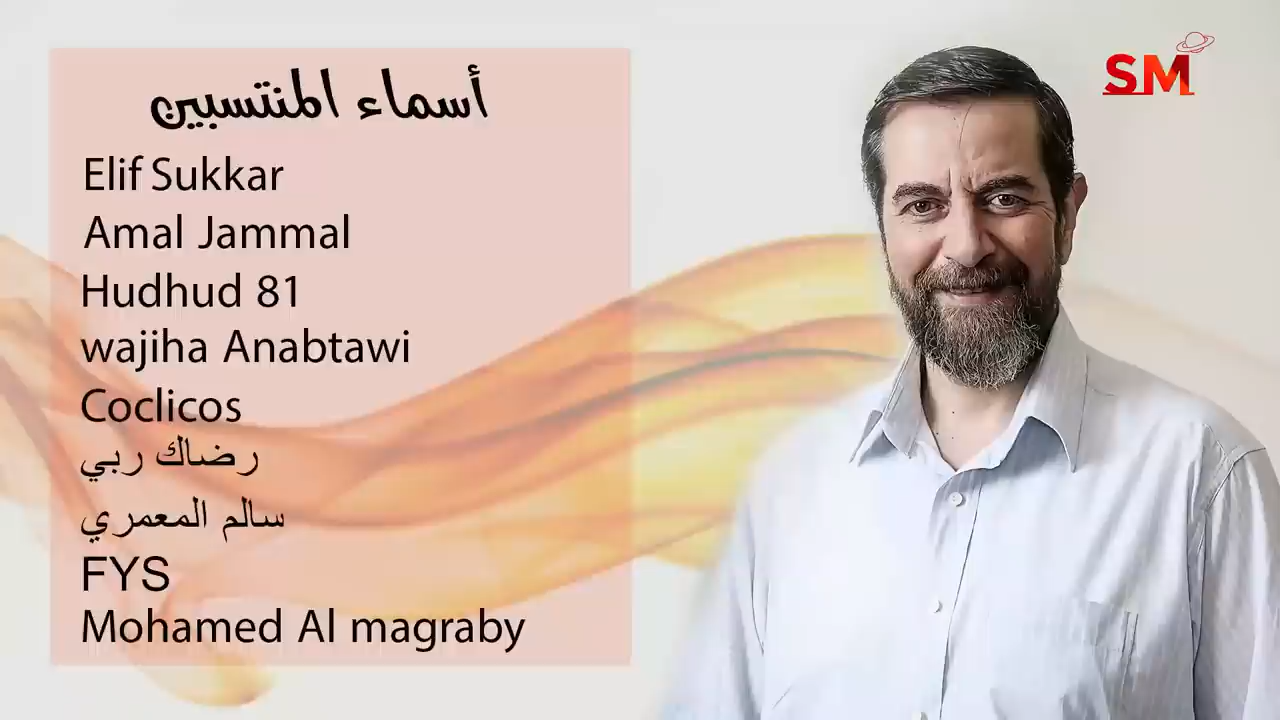 أسماء المنتسبين
Elif Sukkar
Amal Jammal
Hudhud 81
wajiha Anabtawi
Coclicos
رضاك ربي
سالم المعمري
FYS
Mohamed Al magraby
SM